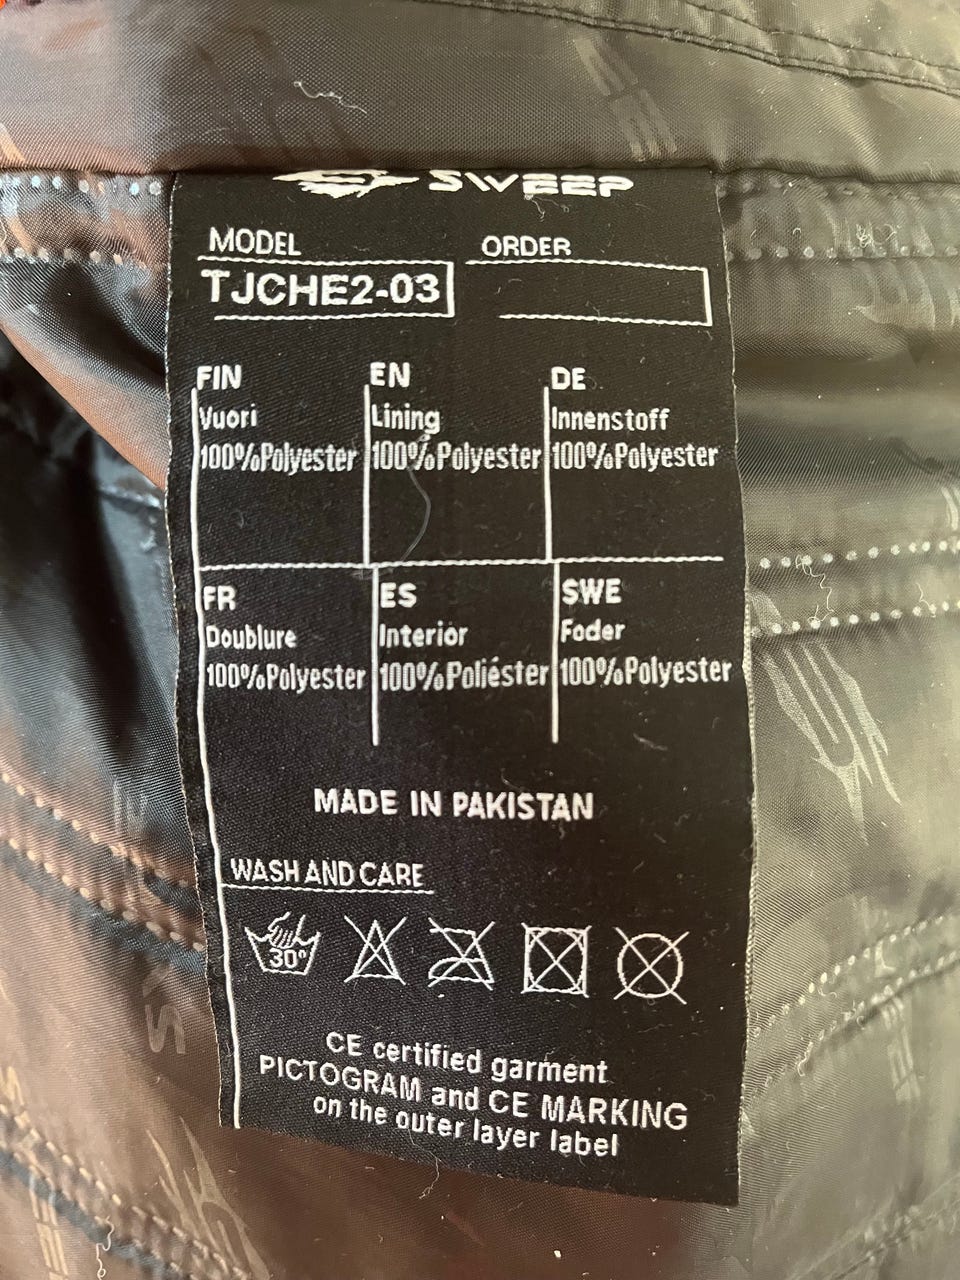 SWEEP
MODEL ORDER
TJCHE2-03
FIN EN DE
Vuori Lining Innenstoff
100%Polyester 100%Polyester 100%Polyester
FR ES SWE
Doublure Interior Foder
100%Polyester 100%Poliéster 100%Polyester
MADE IN PAKISTAN
WASH AND CARE
30°
CE certified garment
PICTOGRAM and CE MARKING
on the outer layer label